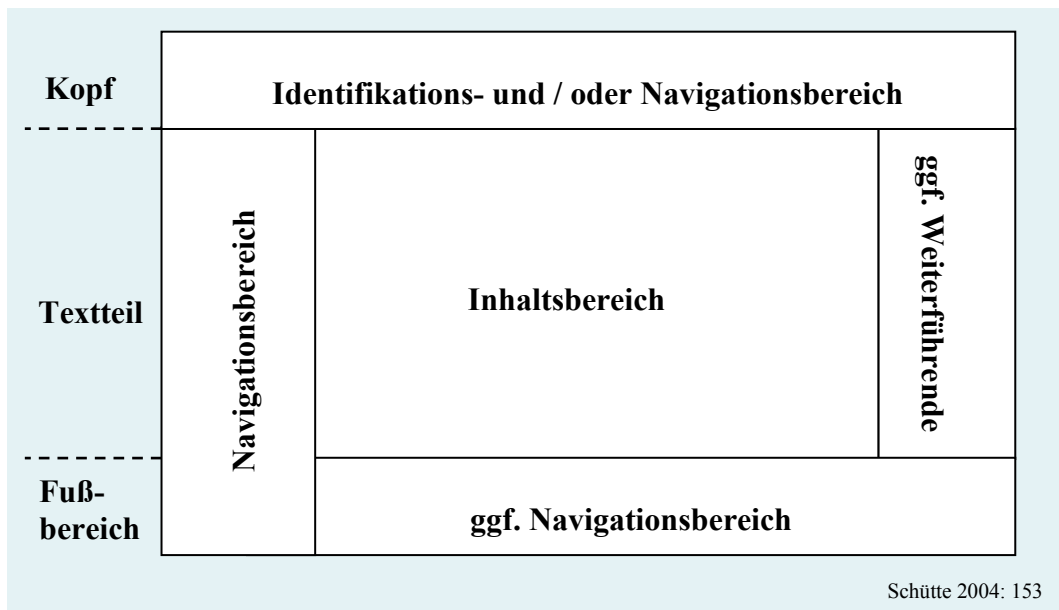 Kopf
Identifikations- und / oder Navigationsbereich
Textteil
Navigationsbereich
Inhaltsbereich
ggf. Weiterführende
Fuß-
bereich
ggf. Navigationsbereich
Schütte 2004: 153